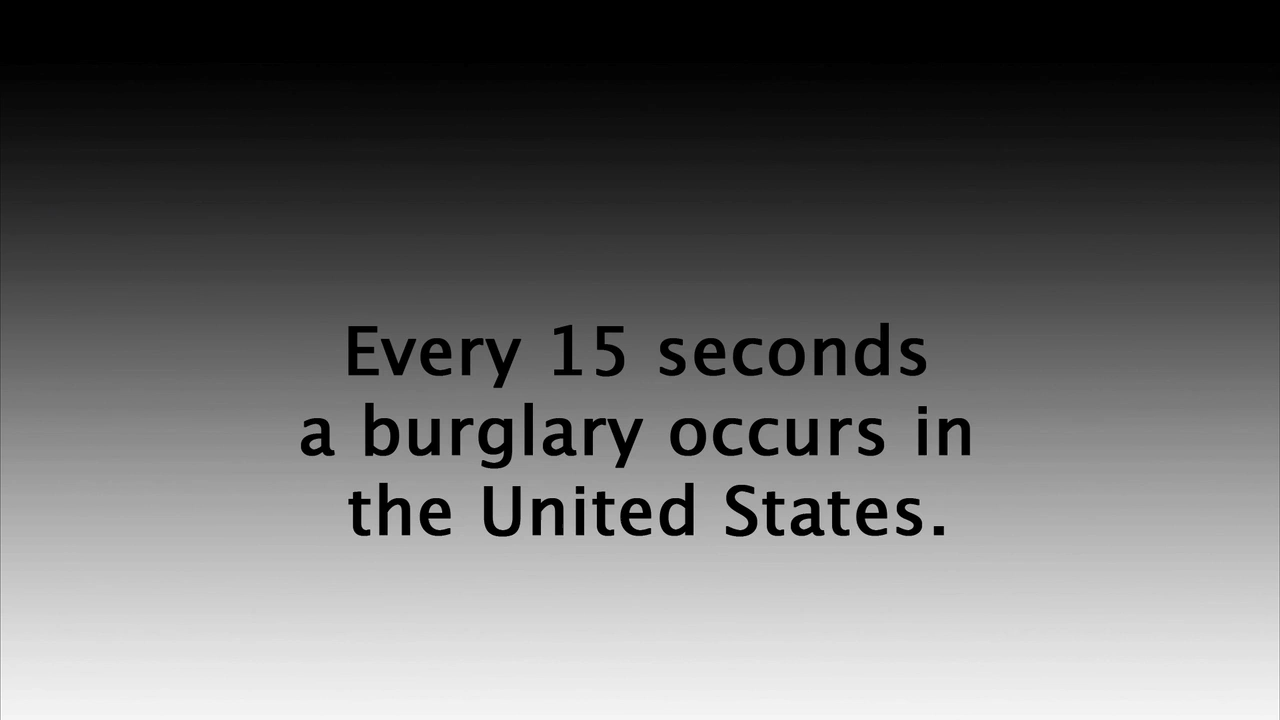 Every 15 seconds
a burglary occurs in
the United States.